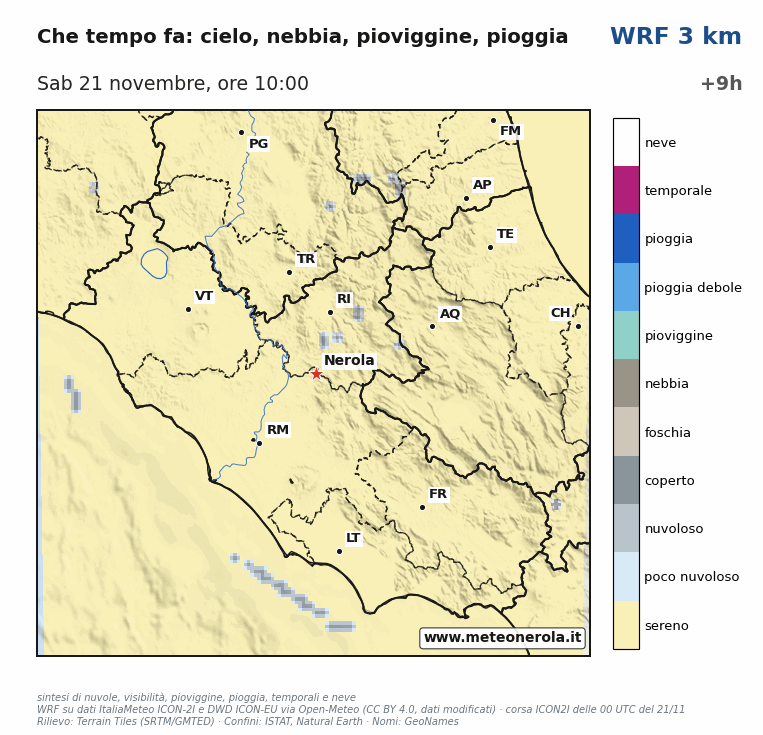 Che tempo fa: cielo, nebbia, pioviggine, pioggia
WRF 3 km
Sab 21 novembre, ore 10:00
+9h
PG
FM
AP
TE
TR
VT
RI
AQ
CH
Nerola
RM
FR
LT
www.meteonerola.it
neve
temporale
pioggia
pioggia debole
pioviggine
nebbia
foschia
coperto
nuvoloso
poco nuvoloso
sereno
sintesi di nuvole, visibilità, pioviggine, pioggia, temporali e neve
WRF su dati ItaliaMeteo ICON-2I e DWD ICON-EU via Open-Meteo (CC BY 4.0, dati modificati) · corsa ICON2I delle 00 UTC del 21/11
Rilievo: Terrain Tiles (SRTM/GMTED) · Confini: ISTAT, Natural Earth · Nomi: GeoNames